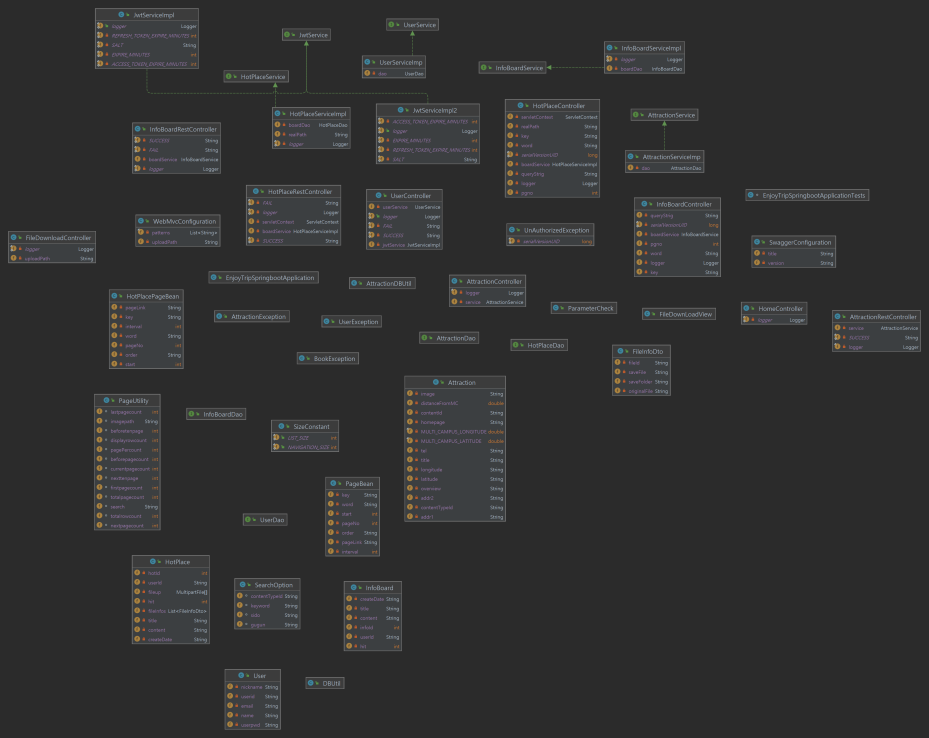 JwtServiceImpl
logger Logger
REFRESH_TOKEN_EXPIRE_MINUTES int
SALT String
EXPIRE_MINUTES int
ACCESS_TOKEN_EXPIRE_MINUTES int
JwtService
UserService
HotPlaceService
UserServiceImp
dao UserDao
InfoBoardService
InfoBoardServiceImpl
logger Logger
boardDao InfoBoardDao
HotPlaceServiceImpl
boardDao HotPlaceDao
realPath String
logger Logger
JwtServiceImpl2
ACCESS_TOKEN_EXPIRE_MINUTES int
logger Logger
EXPIRE_MINUTES int
REFRESH_TOKEN_EXPIRE_MINUTES int
SALT String
HotPlaceController
servletContext ServletContext
realPath String
key String
word String
serialVersionUID long
boardService HotPlaceServiceImpl
queryString String
logger Logger
pgno int
AttractionService
AttractionServiceImp
dao AttractionDao
InfoBoardRestController
SUCCESS String
FAIL String
boardService InfoBoardService
logger Logger
HotPlaceRestController
FAIL String
logger Logger
servletContext ServletContext
boardService HotPlaceServiceImpl
SUCCESS String
UserController
userService UserService
logger Logger
FAIL String
SUCCESS String
jwtService JwtServiceImpl
EnjoyTripSpringbootApplicationTests
InfoBoardController
queryStrig String
serialVersionUID long
boardService InfoBoardService
pgno int
word String
logger Logger
key String
WebMvcConfiguration
patterns List<String>
uploadPath String
FileDownloadController
logger Logger
uploadPath String
UnAuthorizedException
serialVersionUID long
SwaggerConfiguration
title String
version String
EnjoyTripSpringbootApplication
AttractionDBUtil
AttractionController
logger Logger
service AttractionService
HotPlacePageBean
pageLink String
key String
interval int
word String
pageNo int
order String
start int
AttractionException
UserException
ParameterCheck
FileDownLoadView
HomeController
logger Logger
AttractionRestController
service AttractionService
SUCCESS String
logger Logger
AttractionDao
HotPlaceDao
BookException
FileInfoDto
fileId String
saveFile String
saveFolder String
originalFile String
Attraction
image String
distanceFromMC double
contentId String
homepage String
MULTI_CAMPUS_LONGITUDE double
MULTI_CAMPUS_LATITUDE double
tel String
title String
longitude String
latitude String
overview String
addr2 String
contentTypeId String
addr1 String
PageUtility
lastpagecount int
imagepath String
beforetenpage int
displayrowcount int
pagePercount int
beforepagecount int
currentpagecount int
nexttenpage int
firstpagecount int
totalpagecount int
search String
totalrowcount int
nextpagecount int
InfoBoardDao
SizeConstant
LIST_SIZE int
NAVIGATION_SIZE int
PageBean
key String
word String
start int
pageNo int
order String
pageLink String
interval int
UserDao
HotPlace
hotId int
userId String
fileup MultipartFile[]
hit int
fileInfos List<FileInfoDto>
title String
content String
createDate String
SearchOption
contentTypeId String
keyword String
sido String
gugun String
InfoBoard
createDate String
title String
content String
infoId int
userId String
hit int
User
nickname String
userid String
email String
name String
userpwd String
DBUtil